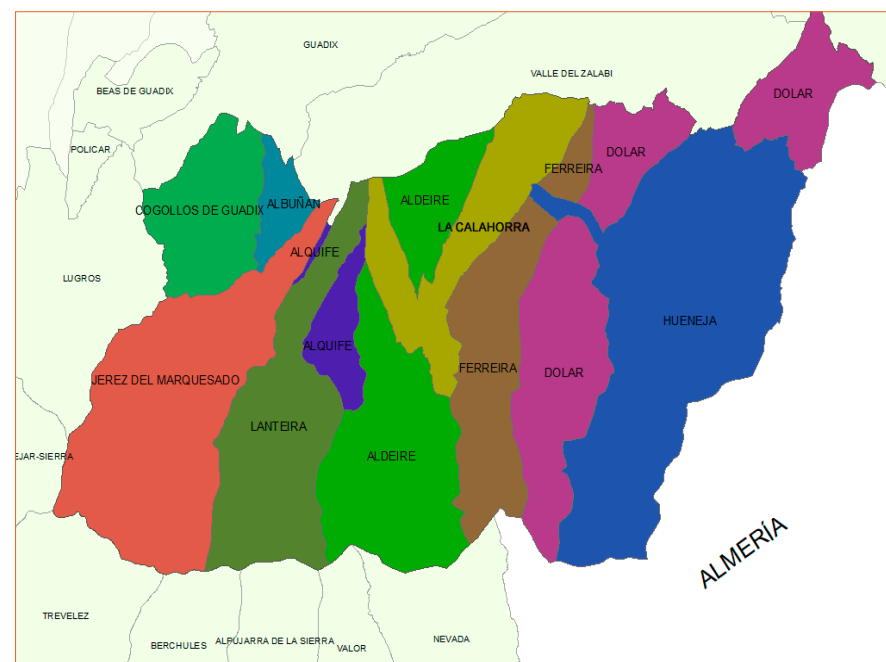 GUADIX
VALLE DEL ZALABI
BEAS DE GUADIX
DOLAR
POLICAR
DOLAR
FERREIRA
ALDEIRE
ALBUÑAN
COGOLLOS DE GUADIX
LA CALAHORRA
ALQUIFE
LUGROS
HUENEJA
ALQUIFE
FERREIRA
DOLAR
JEREZ DEL MARQUESADO
LANTEIRA
EJAR-SIERRA
ALDEIRE
ALMERÍA
TREVELEZ
BERCHULES
ALPUJARRA DE LA SIERRA
VALOR
NEVADA